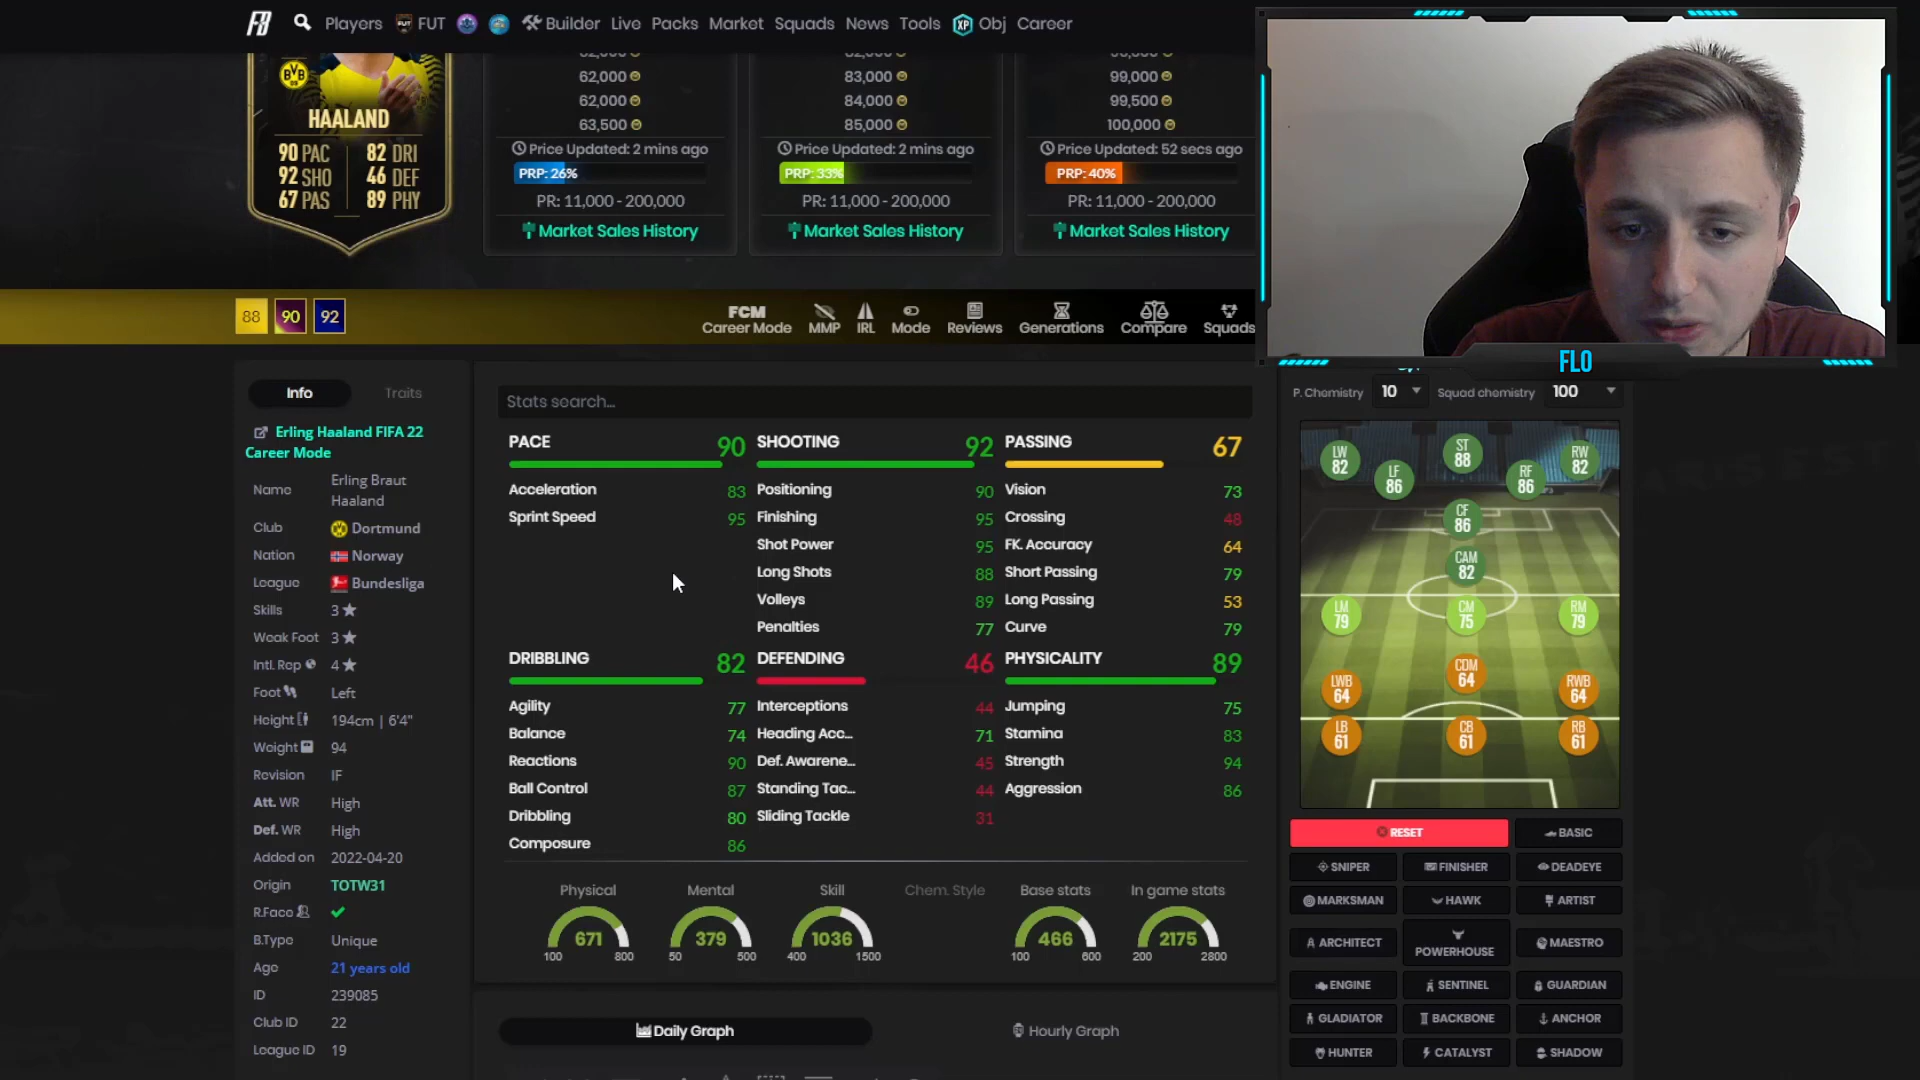 FB Players FUT Builder Live Packs Market Squads News Tools XP Obj Career
BVB
HAALAND
90 PAC 82 DRI
92 SHO 46 DEF
67 PAS 89 PHY
62,000 83,000 99,000
62,000 84,000 99,500
63,500 85,000 100,000
Price Updated: 2 mins ago Price Updated: 2 mins ago Price Updated: 52 secs ago
PRP: 26% PRP: 33% PRP: 40%
PR: 11,000 - 200,000 PR: 11,000 - 200,000 PR: 11,000 - 200,000
Market Sales History Market Sales History Market Sales History
88 90 92
FCM
Career Mode MMP IRL Mode Reviews Generations Compare Squads
FLO
Info Traits
Erling Haaland FIFA 22
Career Mode
Name Erling Braut
Haaland
Club Dortmund
Nation Norway
League Bundesliga
Skills 3
Weak Foot 3
Intl. Rep 4
Foot Left
Height 194cm | 6'4"
Weight 94
Revision IF
Att. WR High
Def. WR High
Added on 2022-04-20
Origin TOTW31
R.Face
B.Type Unique
Age 21 years old
ID 239085
Club ID 22
League ID 19
Stats search...
PACE 90 SHOOTING 92 PASSING 67
Acceleration 83 Positioning 90 Vision 73
Sprint Speed 95 Finishing 95 Crossing 48
Shot Power 95 FK. Accuracy 64
Long Shots 88 Short Passing 79
Volleys 89 Long Passing 53
Penalties 77 Curve 79
DRIBBLING 82 DEFENDING 46 PHYSICALITY 89
Agility 77 Interceptions 44 Jumping 75
Balance 74 Heading Acc... 71 Stamina 83
Reactions 90 Def. Awarene... 45 Strength 94
Ball Control 87 Standing Tac... 44 Aggression 86
Dribbling 80 Sliding Tackle 31
Composure 86
Physical Mental Skill Chem. Style Base stats In game stats
671 379 1036 466 2175
100 800 50 500 400 1500 100 600 200 2800
Daily Graph Hourly Graph
P. Chemistry 10 Squad chemistry 100
LW 82 ST 88 RW 82
LF 86 RF 86
CF 86
CAM 82
LM 79 CM 75 RM 79
LWB 64 CDM 64 RWB 64
LB 61 CB 61 RB 61
RESET BASIC
SNIPER FINISHER DEADEYE
MARKSMAN HAWK ARTIST
ARCHITECT POWERHOUSE MAESTRO
ENGINE SENTINEL GUARDIAN
GLADIATOR BACKBONE ANCHOR
HUNTER CATALYST SHADOW